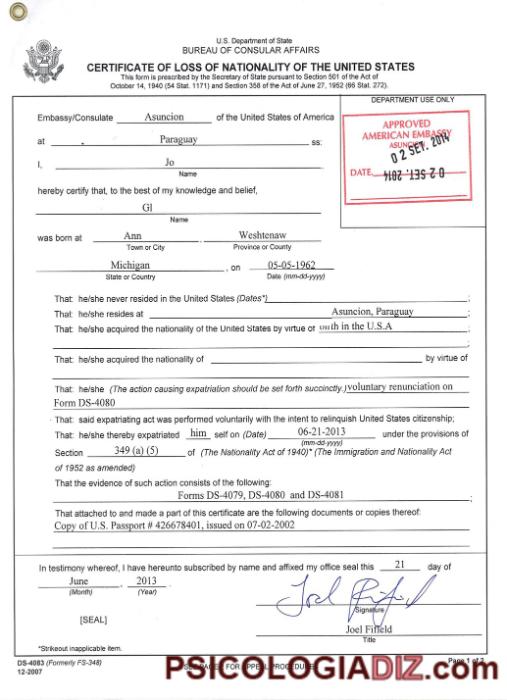 U.S. Department of State
BUREAU OF CONSULAR AFFAIRS
CERTIFICATE OF LOSS OF NATIONALITY OF THE UNITED STATES
This form is prescribed by the Secretary of State pursuant to Section 501 of the Act of
October 14, 1940 (54 Stat. 1171) and Section 358 of the Act of June 27, 1952 (66 Stat. 272).
DEPARTMENT USE ONLY
APPROVED
AMERICAN EMBASSY
02 SET. 2014
DATE 02 SET. 2014
Embassy/Consulate Asuncion of the United States of America
at Paraguay ss:
I, Jo
Name
hereby certify that, to the best of my knowledge and belief,
Gl
Name
was born at Ann Weshtenaw
Town or City Province or County
Michigan , on 05-05-1962
State or Country Date (mm-dd-yyyy)
That: he/she never resided in the United States (Dates*) ;
That: he/she resides at Asuncion, Paraguay ;
That: he/she acquired the nationality of the United States by virtue of in the U.S.A
;
That: he/she acquired the nationality of by virtue of
;
That: he/she (The action causing expatriation should be set forth succinctly.) voluntary renunciation on
Form DS-4080
That: said expatriating act was performed voluntarily with the intent to relinquish United States citizenship;
That: he/she thereby expatriated him self on (Date) 06-21-2013 under the provisions of
(mm-dd-yyyy)
Section 349 (a) (5) of (The Nationality Act of 1940)* (The Immigration and Nationality Act
of 1952 as amended)
That the evidence of such action consists of the following:
Forms DS-4079, DS-4080 and DS-4081 ;
That attached to and made a part of this certificate are the following documents or copies thereof:
Copy of U.S. Passport # 426678401, issued on 07-02-2002
In testimony whereof, I have hereunto subscribed by name and affixed my office seal this 21 day of
June , 2013
(Month) (Year)
Joel Fifield
Signature
[SEAL]
Joel Fifield
Title
*Strikeout inapplicable item.
DS-4083 (Formerly FS-348)
12-2007
FOR APPEAL PROCEDURES
Page 1 of 2
PSICOLOGIADIZ.COM